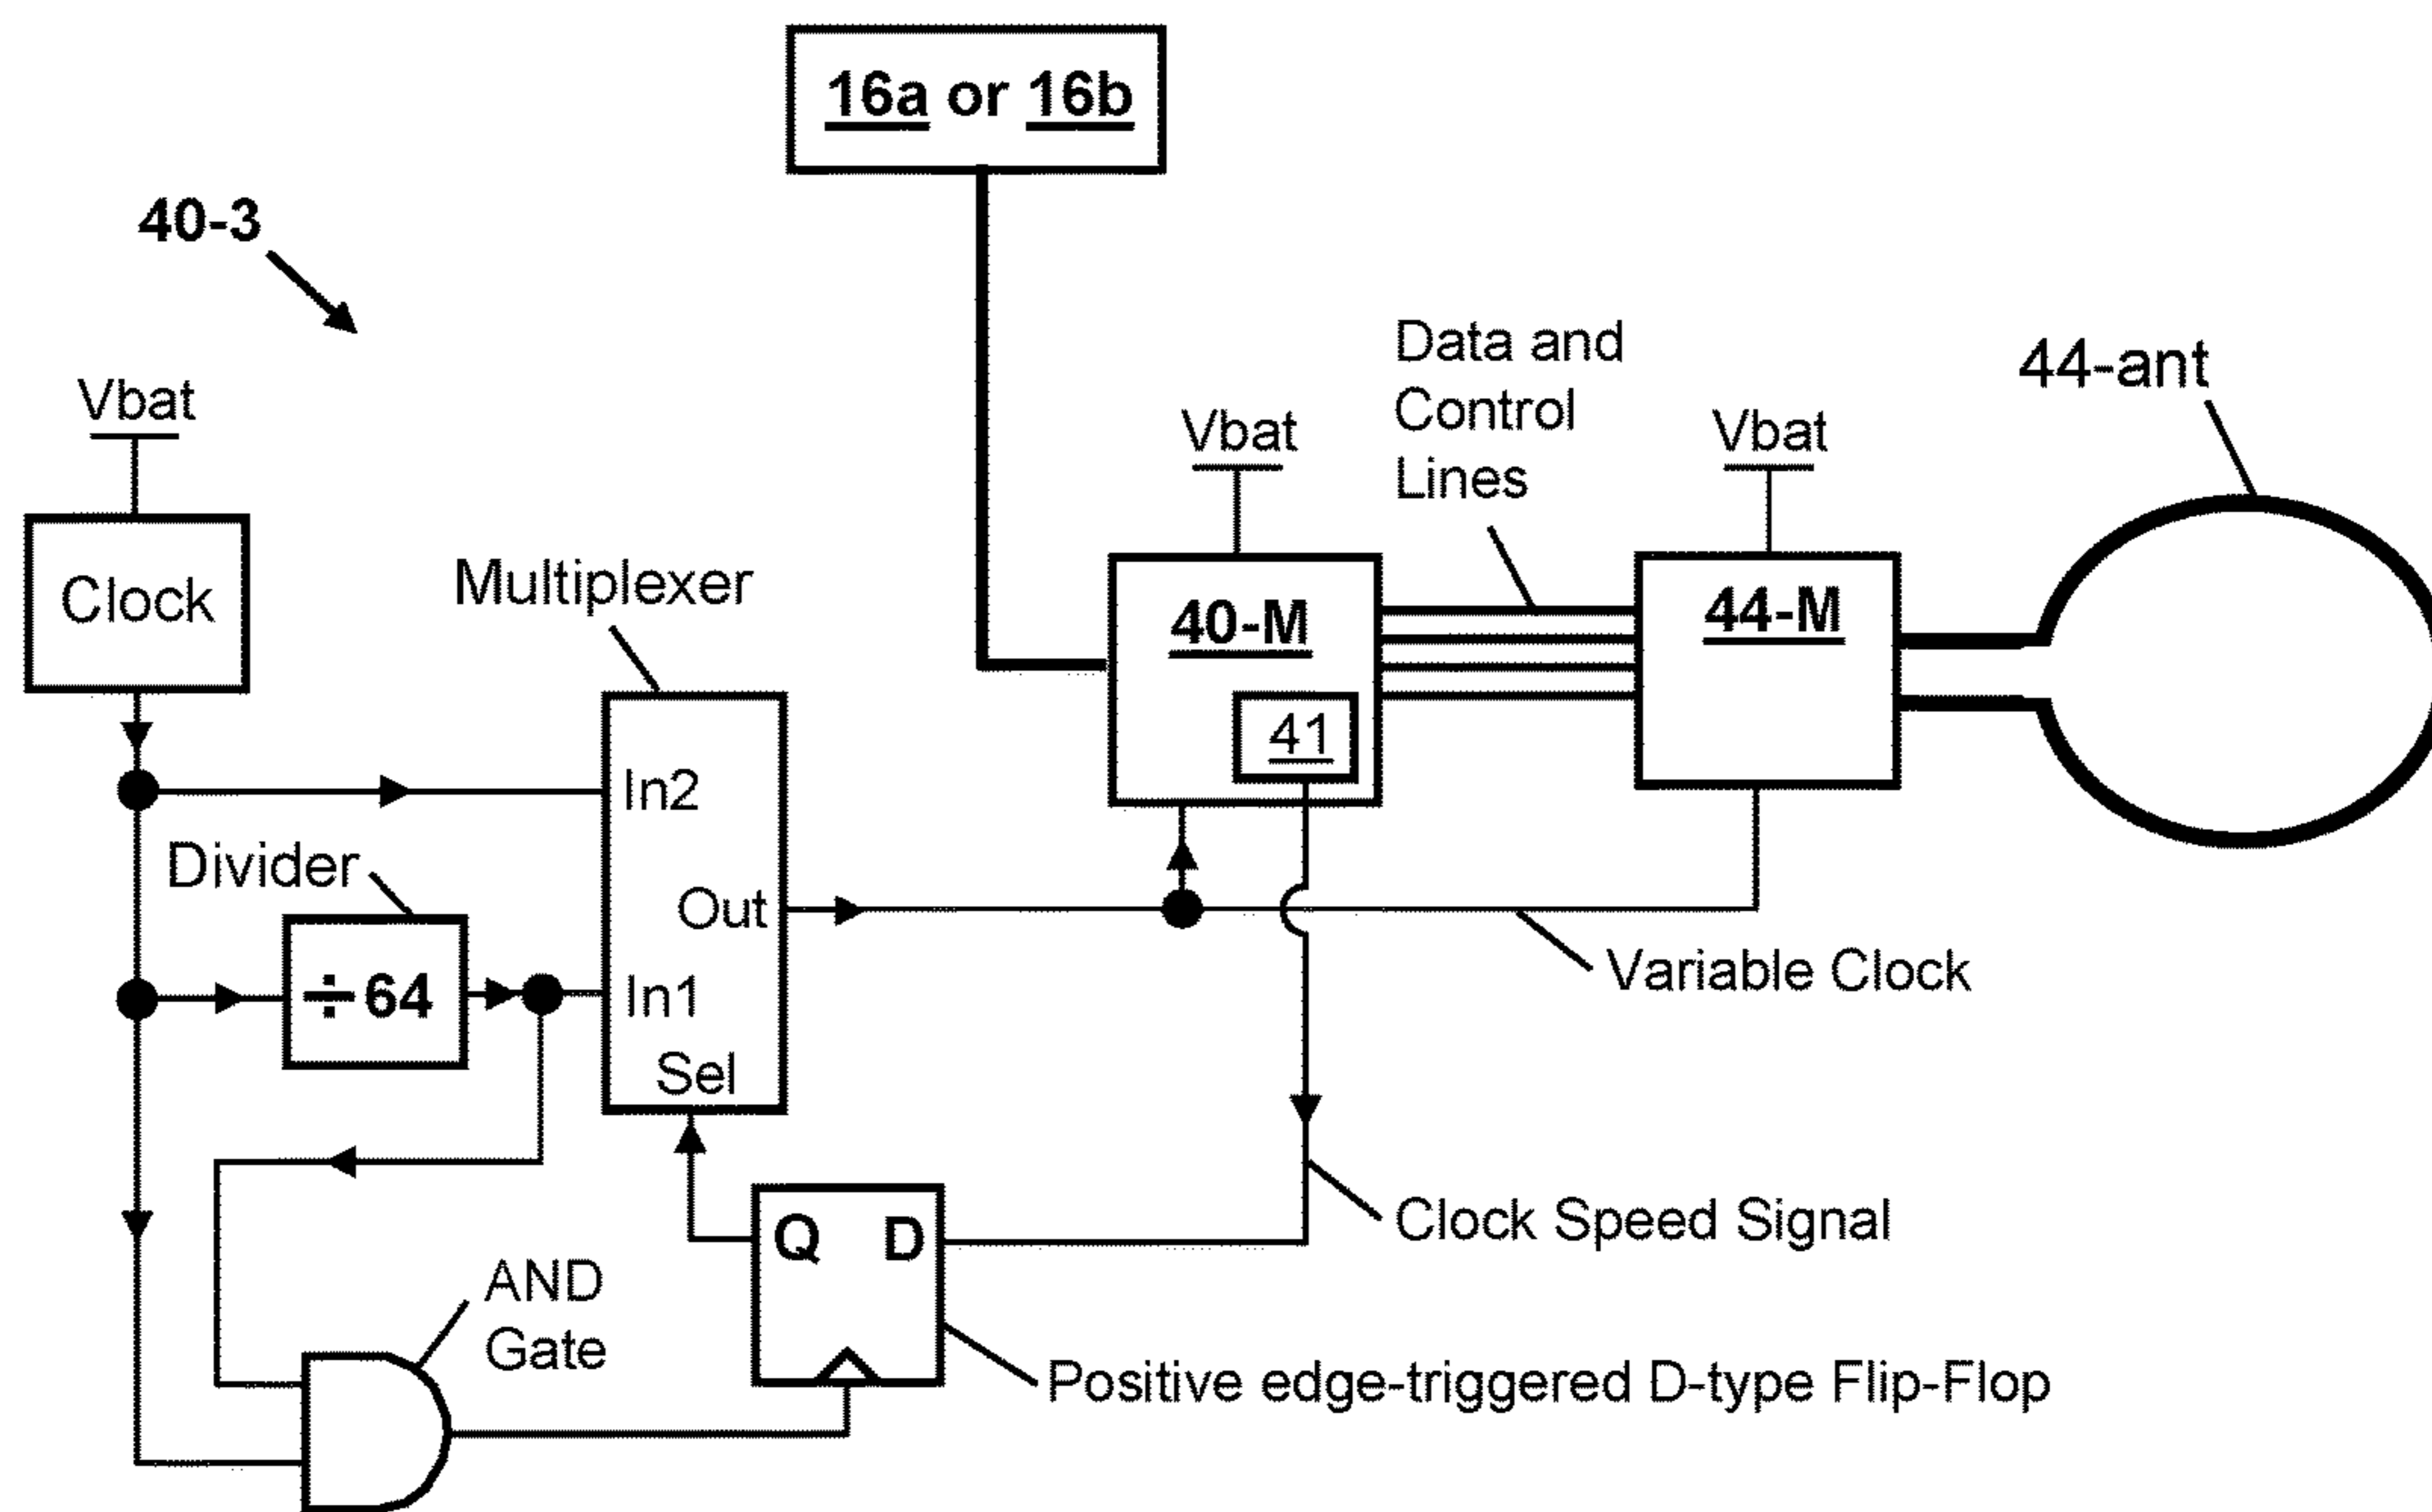 16a or 16b
40-3
Data and
Control
Lines
44-ant
Vbat
Vbat
Vbat
Clock
Multiplexer
40-M
44-M
41
In2
Divider
Out
÷64
In1
Variable Clock
Sel
Q D
Clock Speed Signal
AND
Gate
Positive edge-triggered D-type Flip-Flop